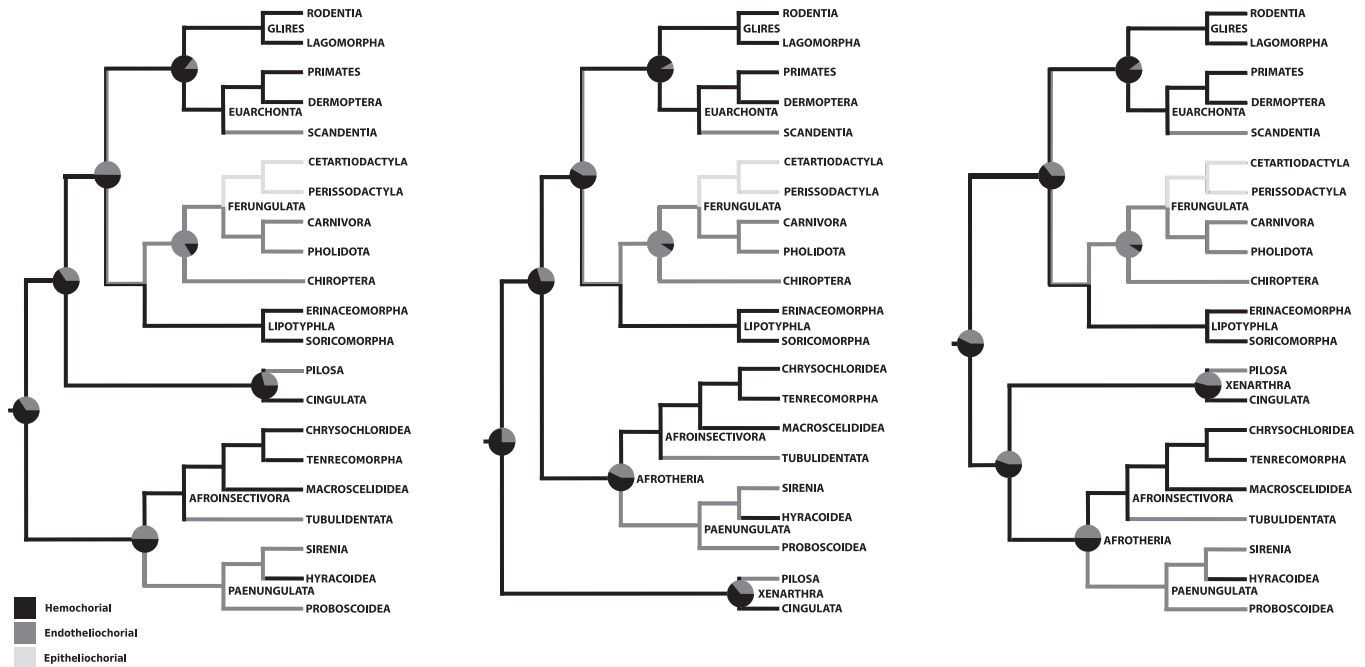 RODENTIA
GLIRES
LAGOMORPHA
PRIMATES
DERMOPTERA
EUARCHONTA
SCANDENTIA
CETARTIODACTYLA
PERISSODACTYLA
FERUNGULATA
CARNIVORA
PHOLIDOTA
CHIROPTERA
ERINACEOMORPHA
LIPOTYPHLA
SORICOMORPHA
PILOSA
CINGULATA
CHRYSOCHLORIDEA
TENRECOMORPHA
MACROSCELIDIDEA
AFROINSECTIVORA
TUBULIDENTATA
SIRENIA
HYRACOIDEA
PAENUNGULATA
PROBOSCOIDEA
Hemochorial
Endotheliochorial
Epitheliochorial
RODENTIA
GLIRES
LAGOMORPHA
PRIMATES
DERMOPTERA
EUARCHONTA
SCANDENTIA
CETARTIODACTYLA
PERISSODACTYLA
FERUNGULATA
CARNIVORA
PHOLIDOTA
CHIROPTERA
ERINACEOMORPHA
LIPOTYPHLA
SORICOMORPHA
CHRYSOCHLORIDEA
TENRECOMORPHA
MACROSCELIDIDEA
AFROINSECTIVORA
TUBULIDENTATA
AFROTHERIA
SIRENIA
HYRACOIDEA
PAENUNGULATA
PROBOSCOIDEA
PILOSA
XENARTHRA
CINGULATA
RODENTIA
GLIRES
LAGOMORPHA
PRIMATES
DERMOPTERA
EUARCHONTA
SCANDENTIA
CETARTIODACTYLA
PERISSODACTYLA
FERUNGULATA
CARNIVORA
PHOLIDOTA
CHIROPTERA
ERINACEOMORPHA
LIPOTYPHLA
SORICOMORPHA
PILOSA
XENARTHRA
CINGULATA
CHRYSOCHLORIDEA
TENRECOMORPHA
MACROSCELIDIDEA
AFROINSECTIVORA
TUBULIDENTATA
AFROTHERIA
SIRENIA
HYRACOIDEA
PAENUNGULATA
PROBOSCOIDEA